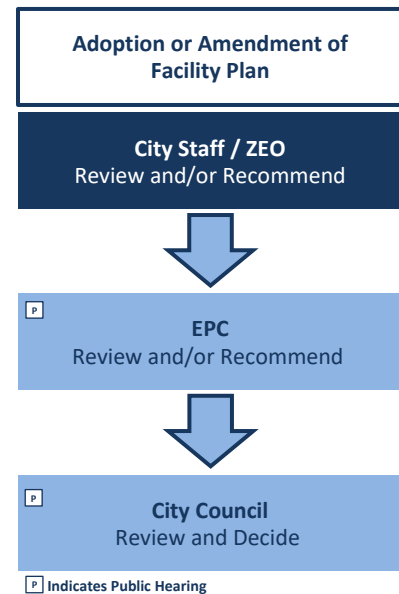 Adoption or Amendment of
Facility Plan
City Staff / ZEO
Review and/or Recommend
P
EPC
Review and/or Recommend
P
City Council
Review and Decide
P Indicates Public Hearing